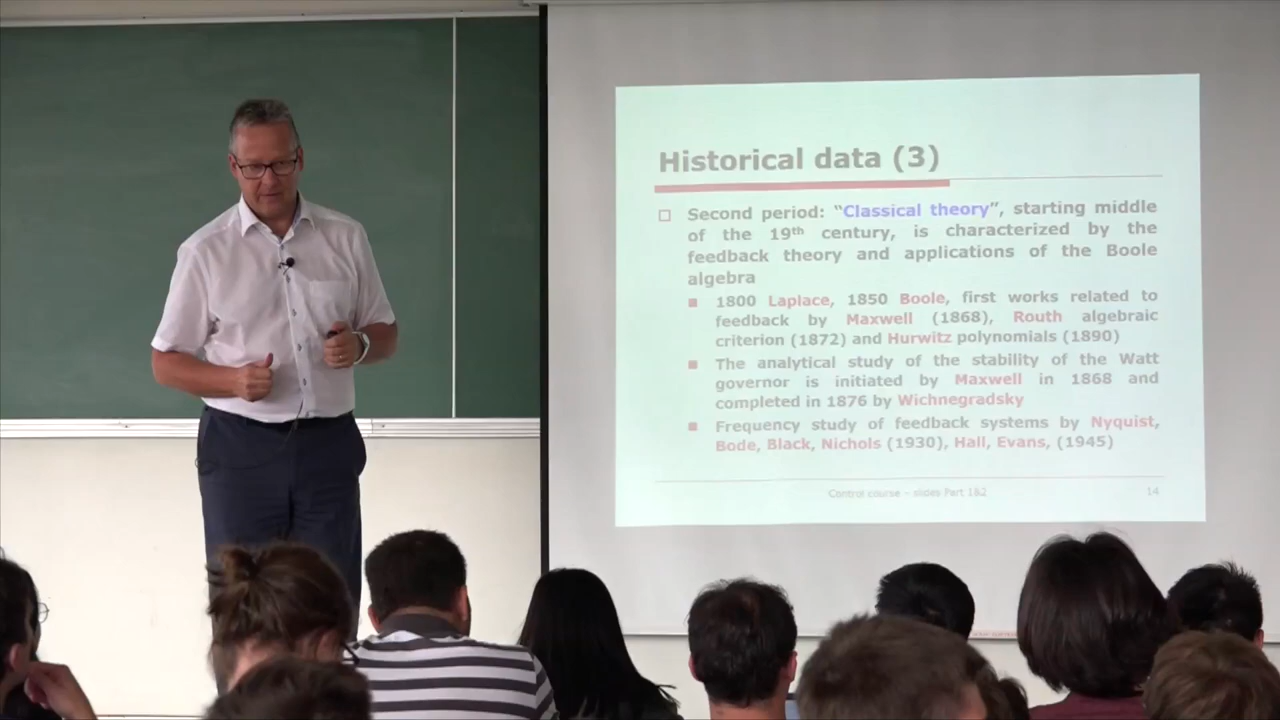 Historical data (3)
Second period: “Classical theory”, starting middle
of the 19th century, is characterized by the
feedback theory and applications of the Boole
algebra
1800 Laplace, 1850 Boole, first works related to
feedback by Maxwell (1868), Routh algebraic
criterion (1872) and Hurwitz polynomials (1890)
The analytical study of the stability of the Watt
governor is initiated by Maxwell in 1868 and
completed in 1876 by Wichnegradsky
Frequency study of feedback systems by Nyquist,
Bode, Black, Nichols (1930), Hall, Evans, (1945)
Control course – slides Part 1&2
14